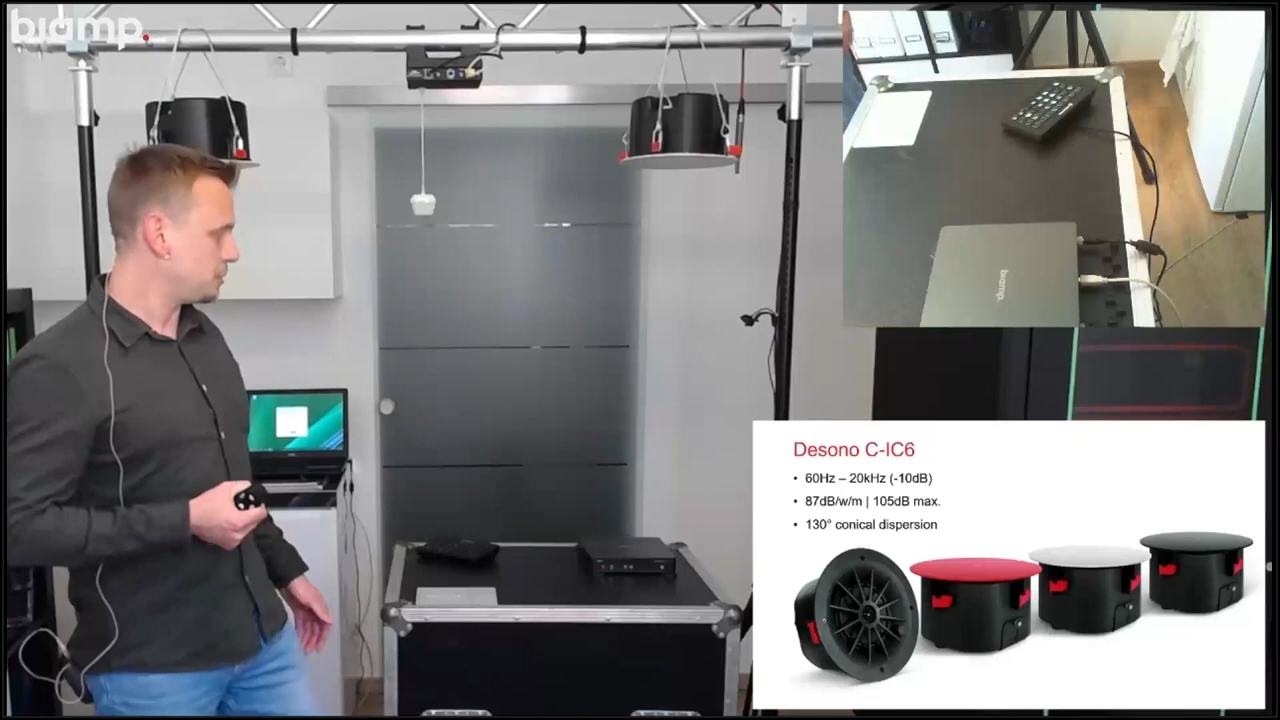 biamp.
biamp.
Desono C-IC6
• 60Hz – 20kHz (-10dB)
• 87dB/w/m | 105dB max.
• 130° conical dispersion